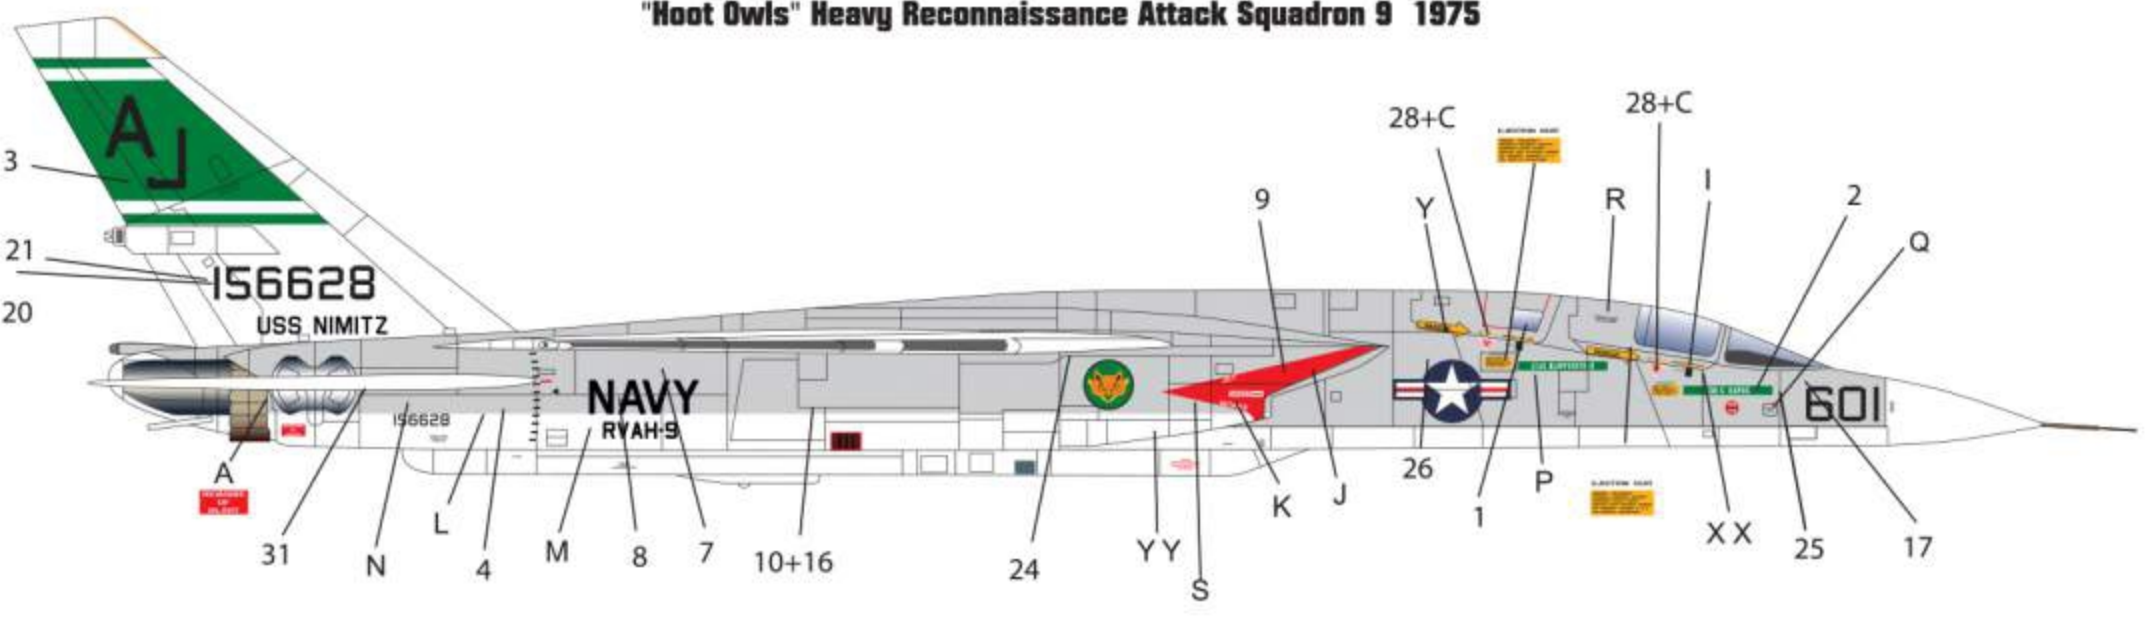 "Hoot Owls" Heavy Reconnaissance Attack Squadron 9 1975
28+C
28+C
3
A
J
9
Y
R
I
2
Q
21
20
156628
USS NIMITZ
NAVY
RVAH-9
156628
601
A
31
N
L
4
M
8
7
10+16
24
YY
S
K
J
26
1
P
XX
25
17